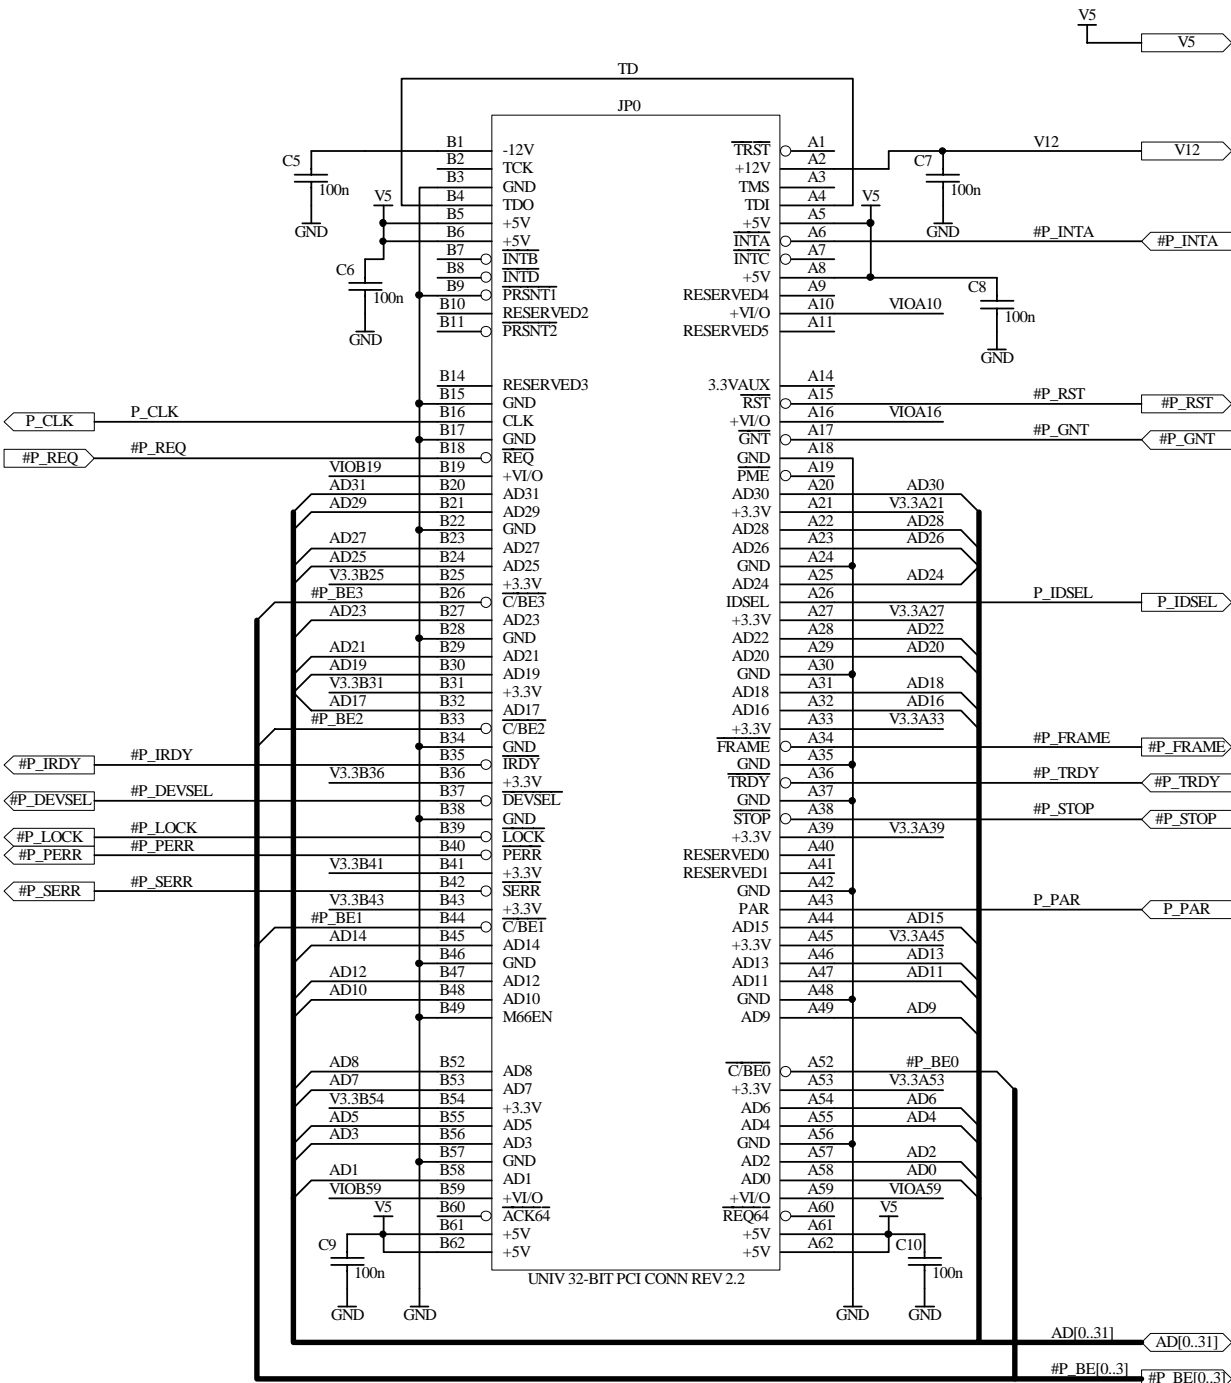 V5
V5
TD
JP0
B1 -12V TRST A1 V12 V12
C5 B2 TCK +12V A2 C7
100n B3 GND TMS A3 100n
V5 B4 TDO TDI A4 V5
GND B5 +5V +5V A5 GND
B6 +5V INTA A6 #P_INTA #P_INTA
B7 INTB INTC A7
C6 B8 INTD +5V A8 C8
100n B9 PRSNT1 RESERVED4 A9
B10 RESERVED2 +VI/O A10 VIOA10 100n
GND B11 PRSNT2 RESERVED5 A11
GND
B14 RESERVED3 3.3VAUX A14
B15 GND RST A15 #P_RST #P_RST
P_CLK P_CLK B16 CLK +VI/O A16 VIOA16
B17 GND GNT A17 #P_GNT #P_GNT
#P_REQ #P_REQ B18 REQ GND A18
VIOB19 B19 +VI/O PME A19
AD31 B20 AD31 AD30 A20 AD30
AD29 B21 AD29 +3.3V A21 V3.3A21
B22 GND AD28 A22 AD28
AD27 B23 AD27 AD26 A23 AD26
AD25 B24 AD25 GND A24
V3.3B25 B25 +3.3V AD24 A25 AD24
#P_BE3 B26 C/BE3 IDSEL A26 P_IDSEL P_IDSEL
AD23 B27 AD23 +3.3V A27 V3.3A27
B28 GND AD22 A28 AD22
AD21 B29 AD21 AD20 A29 AD20
AD19 B30 AD19 GND A30
V3.3B31 B31 +3.3V AD18 A31 AD18
AD17 B32 AD17 AD16 A32 AD16
#P_BE2 B33 C/BE2 +3.3V A33 V3.3A33
B34 GND FRAME A34 #P_FRAME #P_FRAME
#P_IRDY #P_IRDY B35 IRDY GND A35
V3.3B36 B36 +3.3V TRDY A36 #P_TRDY #P_TRDY
#P_DEVSEL #P_DEVSEL B37 DEVSEL GND A37
B38 GND STOP A38 #P_STOP #P_STOP
#P_LOCK #P_LOCK B39 LOCK +3.3V A39 V3.3A39
#P_PERR #P_PERR B40 PERR RESERVED0 A40
V3.3B41 B41 +3.3V RESERVED1 A41
#P_SERR #P_SERR B42 SERR GND A42
V3.3B43 B43 +3.3V PAR A43 P_PAR P_PAR
#P_BE1 B44 C/BE1 AD15 A44 AD15
AD14 B45 AD14 +3.3V A45 V3.3A45
B46 GND AD13 A46 AD13
AD12 B47 AD12 AD11 A47 AD11
AD10 B48 AD10 GND A48
B49 M66EN AD9 A49 AD9
AD8 B52 AD8 C/BE0 A52 #P_BE0
AD7 B53 AD7 +3.3V A53 V3.3A53
V3.3B54 B54 +3.3V AD6 A54 AD6
AD5 B55 AD5 AD4 A55 AD4
AD3 B56 AD3 GND A56
B57 GND AD2 A57 AD2
AD1 B58 AD1 AD0 A58 AD0
VIOB59 B59 +VI/O +VI/O A59 VIOA59
V5 B60 ACK64 REQ64 A60 V5
B61 +5V +5V A61
C9 B62 +5V +5V A62 C10
100n UNIV 32-BIT PCI CONN REV 2.2 100n
GND GND GND GND
AD[0..31] AD[0..31]
#P_BE[0..3] #P_BE[0..3]